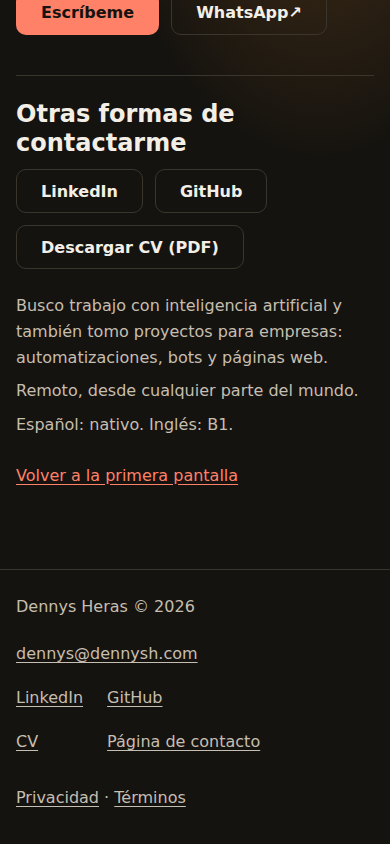 Escríbeme
WhatsApp↗
Otras formas de
contactarme
LinkedIn
GitHub
Descargar CV (PDF)
Busco trabajo con inteligencia artificial y
también tomo proyectos para empresas:
automatizaciones, bots y páginas web.
Remoto, desde cualquier parte del mundo.
Español: nativo. Inglés: B1.
Volver a la primera pantalla
Dennys Heras © 2026
dennys@dennysh.com
LinkedIn
GitHub
CV
Página de contacto
Privacidad · Términos